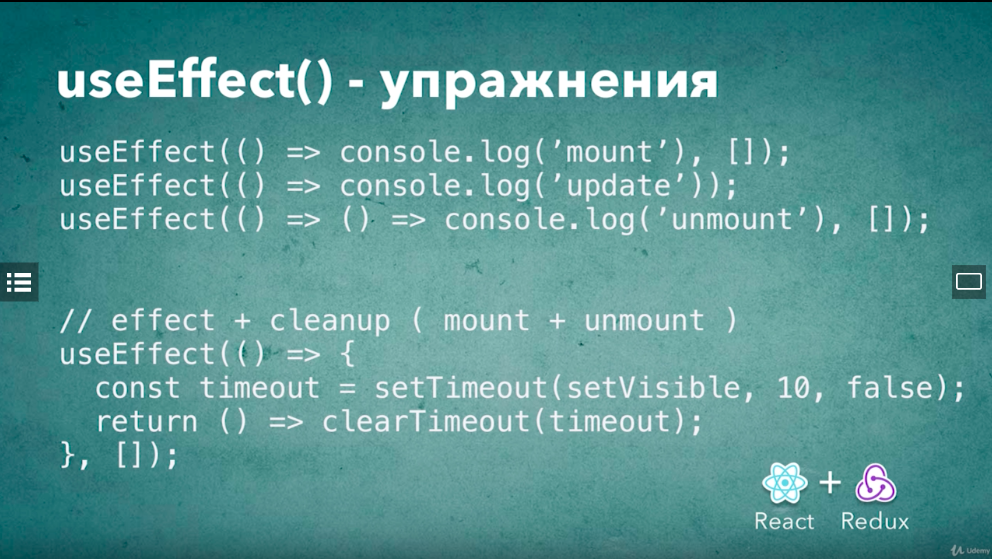 useEffect() - упражнения
useEffect(() => console.log(’mount’), []);
useEffect(() => console.log(’update’));
useEffect(() => () => console.log(’unmount’), []);
// effect + cleanup ( mount + unmount )
useEffect(() => {
const timeout = setTimeout(setVisible, 10, false);
return () => clearTimeout(timeout);
}, []);
React + Redux
Udemy